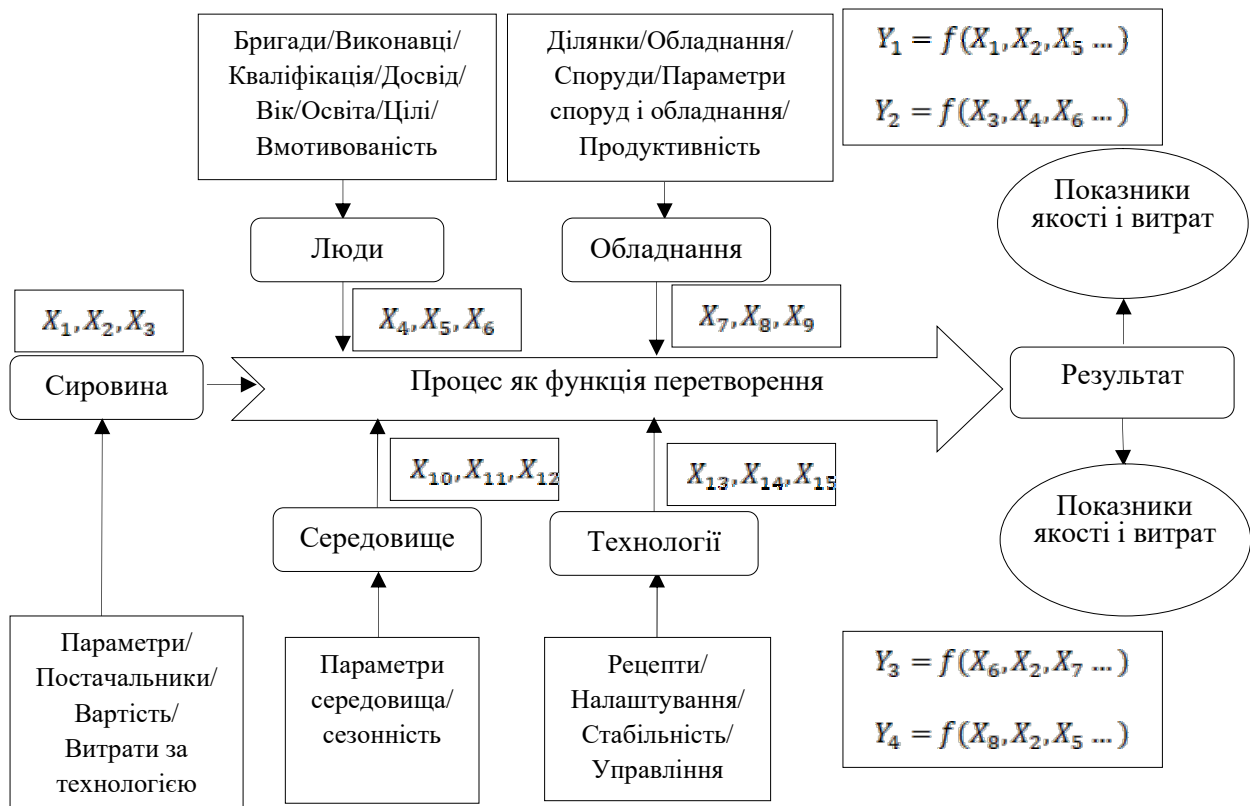 Бригади/Виконавці/
Кваліфікація/Досвід/
Вік/Освіта/Цілі/
Вмотивованість
Ділянки/Обладнання/
Споруди/Параметри
споруд і обладнання/
Продуктивність
Y₁ = f(X₁, X₂, X₅ …)
Y₂ = f(X₃, X₄, X₆ …)
Показники
якості і витрат
Люди
Обладнання
X₁, X₂, X₃
X₄, X₅, X₆
X₇, X₈, X₉
Сировина
Процес як функція перетворення
Результат
X₁₀, X₁₁, X₁₂
X₁₃, X₁₄, X₁₅
Середовище
Технології
Показники
якості і витрат
Параметри/
Постачальники/
Вартість/
Витрати за
технологією
Параметри
середовища/
сезонність
Рецепти/
Налаштування/
Стабільність/
Управління
Y₃ = f(X₆, X₂, X₇ …)
Y₄ = f(X₈, X₂, X₅ …)